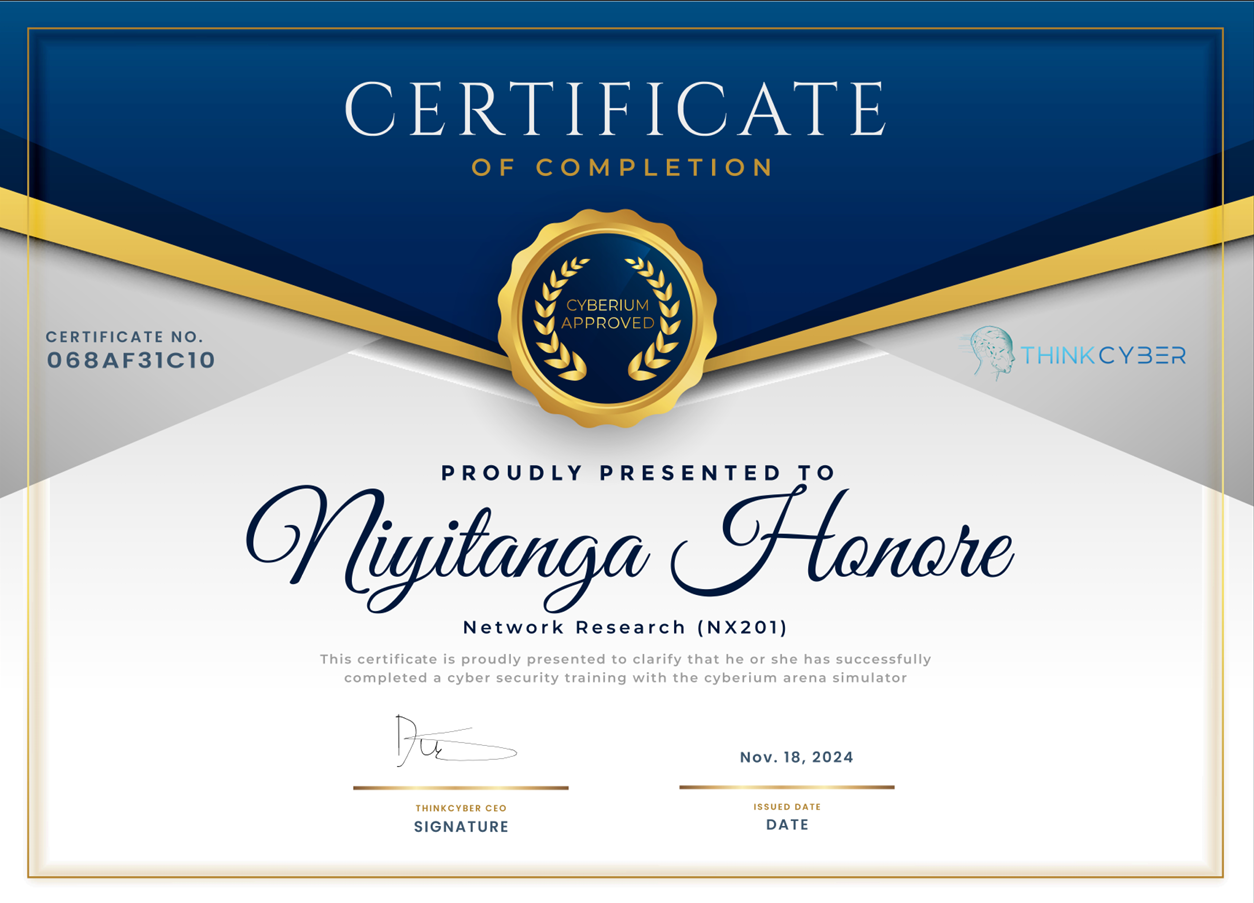 CERTIFICATE
OF COMPLETION
CYBERIUM
APPROVED
CERTIFICATE NO.
068AF31C10
THINKCYBER
PROUDLY PRESENTED TO
Niyitanga Honore
Network Research (NX201)
This certificate is proudly presented to clarify that he or she has successfully
completed a cyber security training with the cyberium arena simulator
Nov. 18, 2024
THINKCYBER CEO
SIGNATURE
ISSUED DATE
DATE